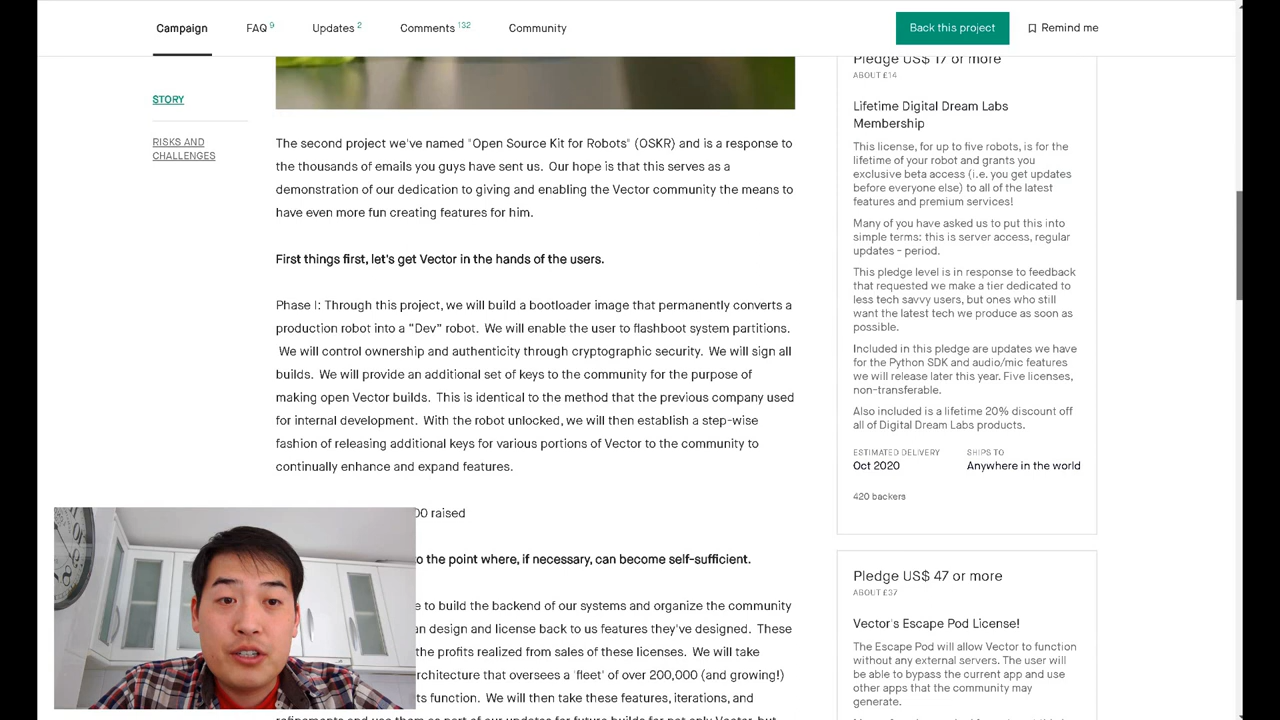 Campaign
FAQ 9
Updates 2
Comments 132
Community
Back this project
Remind me
STORY
RISKS AND
CHALLENGES
The second project we've named "Open Source Kit for Robots" (OSKR) and is a response to
the thousands of emails you guys have sent us. Our hope is that this serves as a
demonstration of our dedication to giving and enabling the Vector community the means to
have even more fun creating features for him.
First things first, let's get Vector in the hands of the users.
Phase I: Through this project, we will build a bootloader image that permanently converts a
production robot into a "Dev" robot. We will enable the user to flashboot system partitions.
We will control ownership and authenticity through cryptographic security. We will sign all
builds. We will provide an additional set of keys to the community for the purpose of
making open Vector builds. This is identical to the method that the previous company used
for internal development. With the robot unlocked, we will then establish a step-wise
fashion of releasing additional keys for various portions of Vector to the community to
continually enhance and expand features.
raised
to the point where, if necessary, can become self-sufficient.
to build the backend of our systems and organize the community
design and license back to us features they've designed. These
the profits realized from sales of these licenses. We will take
that oversees a 'fleet' of over 200,000 (and growing!)
function. We will then take these features, iterations, and
Pledge US$ 17 or more
ABOUT £14
Lifetime Digital Dream Labs
Membership
This license, for up to five robots, is for the
lifetime of your robot and grants you
exclusive beta access (i.e. you get updates
before everyone else) to all of the latest
features and premium services!
Many of you have asked us to put this into
simple terms: this is server access, regular
updates - period.
This pledge level is in response to feedback
that requested we make a tier dedicated to
less tech savvy users, but ones who still
want the latest tech we produce as soon as
possible.
Included in this pledge are updates we have
for the Python SDK and audio/mic features
we will release later this year. Five licenses,
non-transferable.
Also included is a lifetime 20% discount off
all of Digital Dream Labs products.
ESTIMATED DELIVERY
Oct 2020
SHIPS TO
Anywhere in the world
420 backers
Pledge US$ 47 or more
ABOUT £37
Vector's Escape Pod License!
The Escape Pod will allow Vector to function
without any external servers. The user will
be able to bypass the current app and use
other apps that the community may
generate.